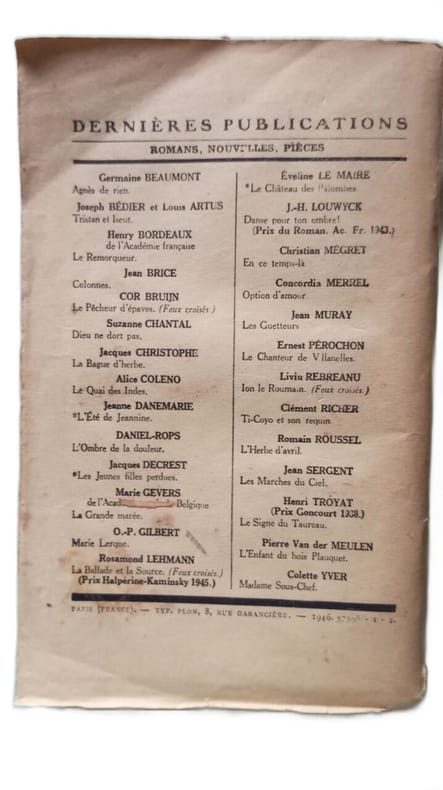 DERNIÈRES PUBLICATIONS
ROMANS, NOUVELLES, PIÈCES
Germaine BEAUMONT
Agnès de rien.
Joseph BÉDIER et Louis ARTUS
Tristan et Iseut.
Henry BORDEAUX
de l'Académie française
Le Remorqueur.
Jean BRICE
Colonnes.
COR BRUIJN
Le Pêcheur d'épaves. (Feux croisés.)
Suzanne CHANTAL
Dieu ne dort pas.
Jacques CHRISTOPHE
La Bague d'herbe.
Alice COLENO
Le Quai des Indes.
Jeanne DANEMARIE
*L'Été de Jeannine.
DANIEL-ROPS
L'Ombre de la douleur.
Jacques DECREST
*Les Jeunes filles perdues.
Marie GEVERS
de l'Acad Belgique
La Grande marée.
O.-P. GILBERT
Marie Lerque.
Rosamond LEHMANN
La Ballade et la Source. (Feux croisés.)
(Prix Halpérine-Kaminsky 1945.)
Éveline LE MAIRE
*Le Château des Palombes.
J.-H. LOUWYCK
Danse pour ton ombre!
(Prix du Roman. Ac. Fr. 1943.)
Christian MÉGRET
En ce temps-là.
Concordia MERREL
Option d'amour.
Jean MURAY
Les Guetteurs
Ernest PÉROCHON
Le Chanteur de Villanelles.
Liviu REBREANU
Ion le Roumain. (Feux croisés.)
Clément RICHER
Ti-Coyo et son requin.
Romain ROUSSEL
L'Herbe d'avril.
Jean SERGENT
Les Marches du Ciel.
Henri TROYAT
(Prix Goncourt 1938.)
Le Signe du Taureau.
Pierre Van der MEULEN
L'Enfant du bois Plauquet.
Colette YVER
Madame Sous-Chef.
PARIS (FRANCE). — TYP. PLON, 8, RUE GARANCIÈRE. — 1946.